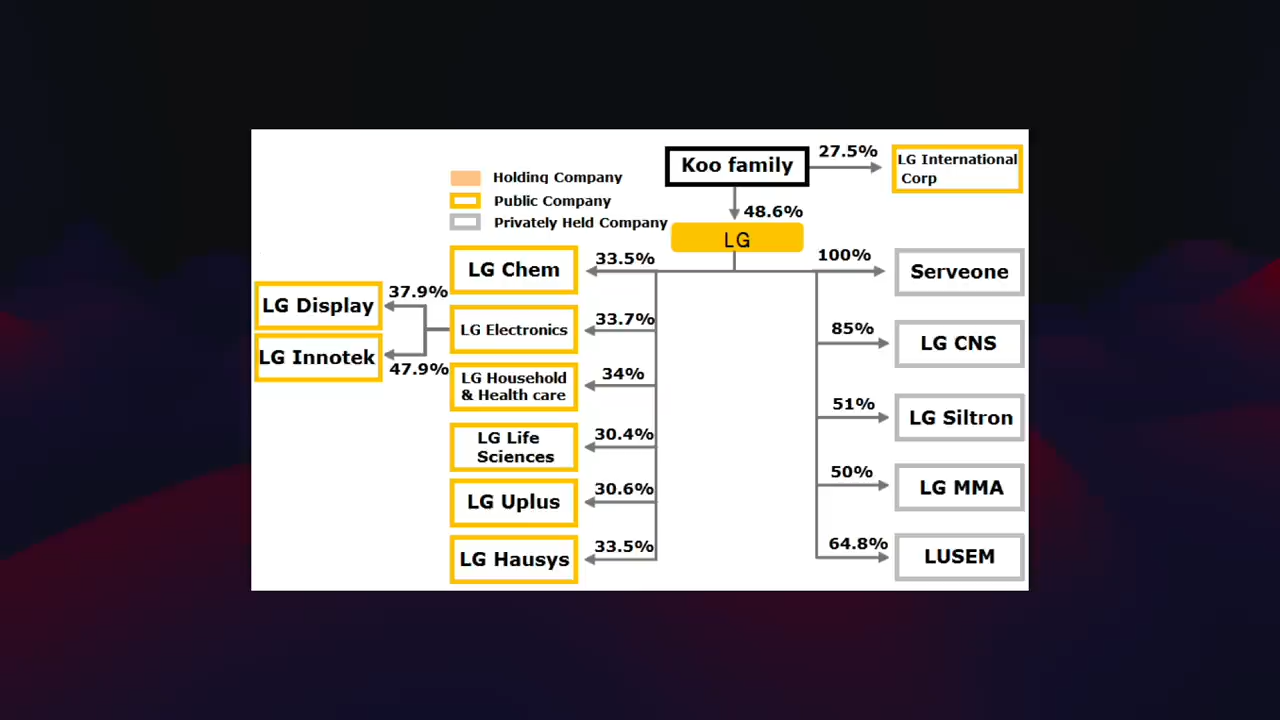 Koo family
27.5%
LG International
Corp
Holding Company
Public Company
Privately Held Company
48.6%
LG
LG Chem
33.5%
100%
Serveone
LG Display
37.9%
LG Electronics
33.7%
85%
LG CNS
LG Innotek
47.9%
LG Household
& Health care
34%
51%
LG Siltron
LG Life
Sciences
30.4%
50%
LG MMA
LG Uplus
30.6%
LG Hausys
33.5%
64.8%
LUSEM